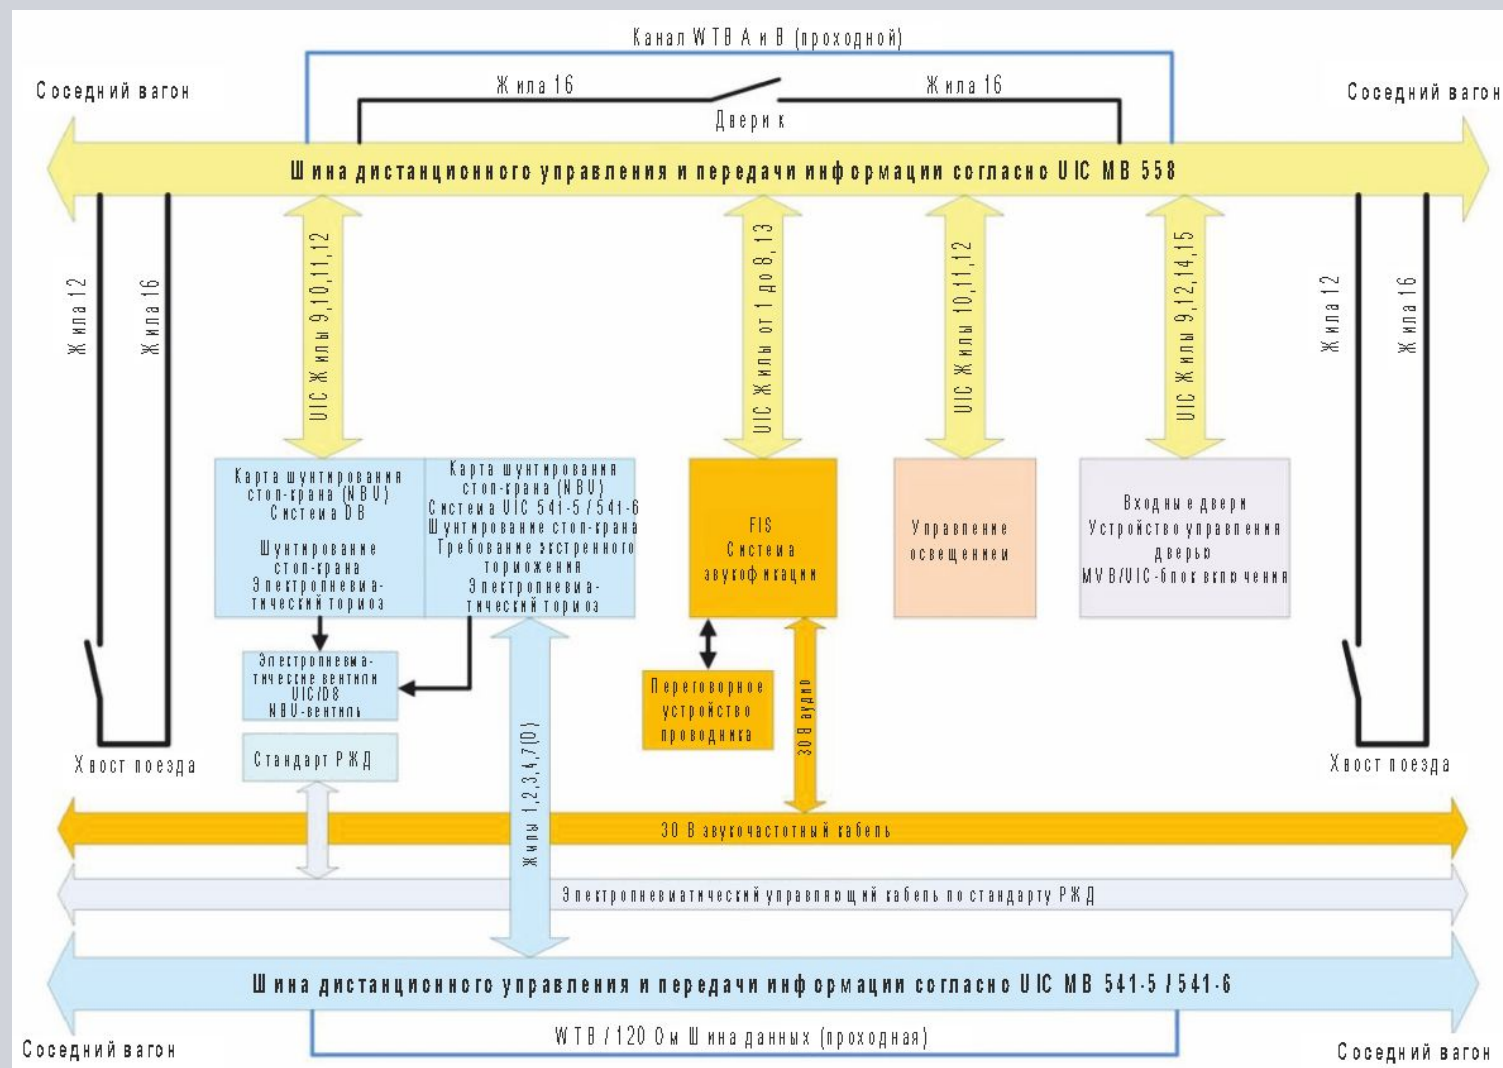 Канал WTB А и В (проходной)
Соседний вагон
Жила 16
Жила 16
Соседний вагон
Двери к
Шина дистанционного управления и передачи информации согласно UIC MB 558
Жила 12
Жила 16
UIC Жилы 9,10,11,12
UIC Жилы от 1 до 8,13
UIC Жилы 10,11,12
UIC Жилы 9,12,14,15
Жила 12
Жила 16
Карта шунтирования
стоп-крана (NBU)
Система DB
Шунтирование
стоп-крана
Электропневма-
тический тормоз
Карта шунтирования
стоп-крана (NBU)
Система UIC 541-5 / 541-6
Шунтирование стоп-крана
Требование экстренного
торможения
Электропневма-
тический тормоз
FIS
Система
звукофикации
Управление
освещением
Входные двери
Устройство управления
дверью
MVB/UIC-блок включения
Электропневма-
тические вентили
UIC/D8
NBU-вентиль
Переговорное
устройство
проводника
30 В аудио
Стандарт РЖД
Жилы 1,2,3,4,7(D)
Хвост поезда
Хвост поезда
30 В звукочастотный кабель
Электропневматический управляющий кабель по стандарту РЖД
Шина дистанционного управления и передачи информации согласно UIC MB 541-5 / 541-6
WTB / 120 Ом Шина данных (проходная)
Соседний вагон
Соседний вагон